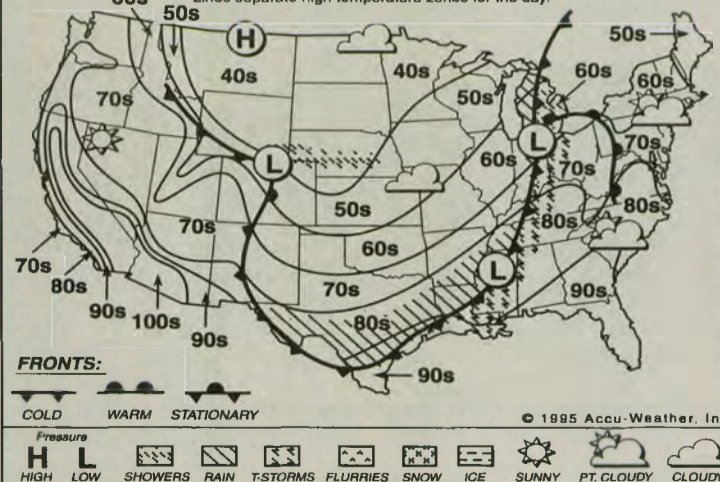 Lines separate high temperature zones for the day.
60s 50s
H
50s
40s 40s 60s
50s 60s
70s
L L
60s 70s 70s
50s 80s 80s
70s 60s
L
70s 70s 90s
80s
90s 80s
100s
90s 90s
FRONTS:
COLD WARM STATIONARY
© 1995 Accu-Weather, In
Pressure
H L
HIGH LOW SHOWERS RAIN T-STORMS FLURRIES SNOW ICE SUNNY PT. CLOUDY CLOUDY